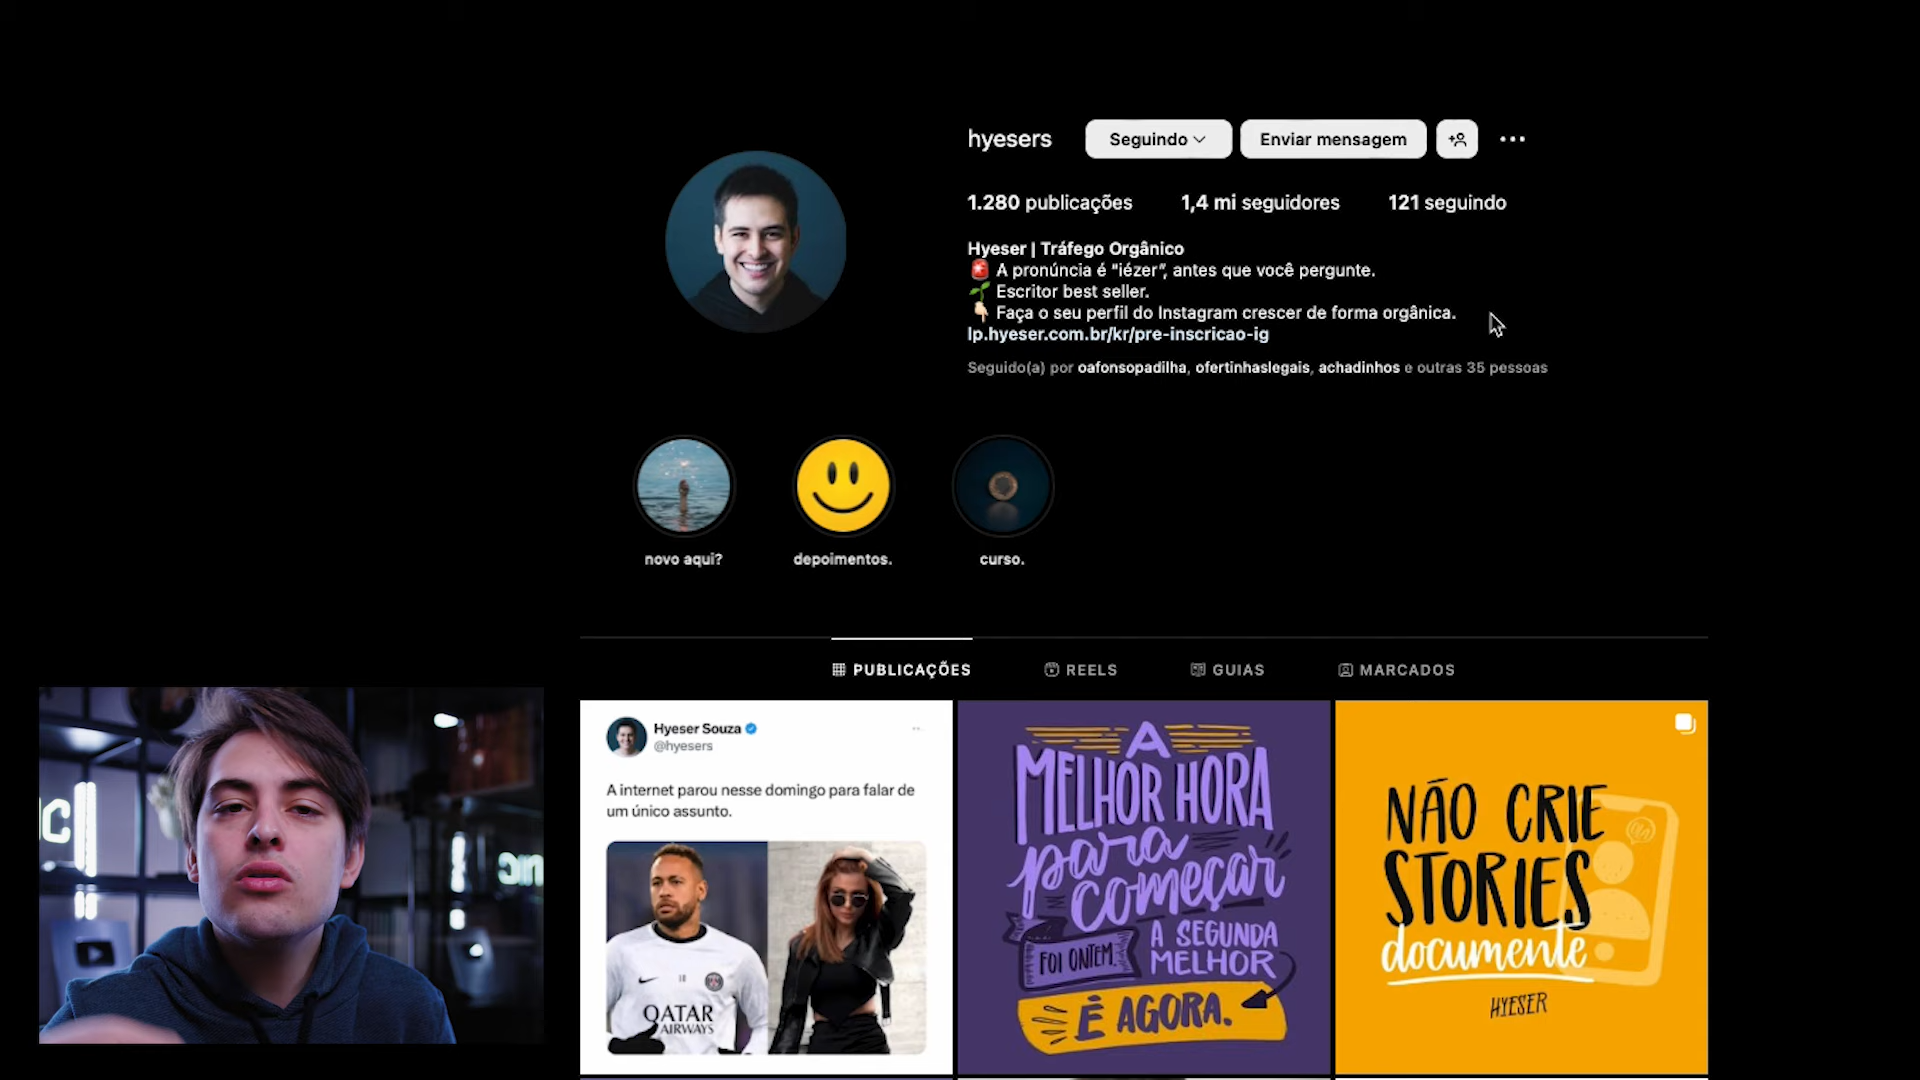 hyesers
Seguindo
Enviar mensagem
1.280 publicações
1,4 mi seguidores
121 seguindo
Hyeser | Tráfego Orgânico
A pronúncia é "iézer", antes que você pergunte.
Escritor best seller.
Faça o seu perfil do Instagram crescer de forma orgânica.
lp.hyeser.com.br/kr/pre-inscricao-ig
Seguido(a) por oafonsopadilha, ofertinhaslegais, achadinhos e outras 35 pessoas
novo aqui?
depoimentos.
curso.
PUBLICAÇÕES
REELS
GUIAS
MARCADOS
Hyeser Souza
@hyesers
A internet parou nesse domingo para falar de
um único assunto.
10
QATAR
AIRWAYS
A
MELHOR HORA
para
começar
FOI ONTEM.
A SEGUNDA
MELHOR
É AGORA.
NÃO CRIE
STORIES
documente
HYESER